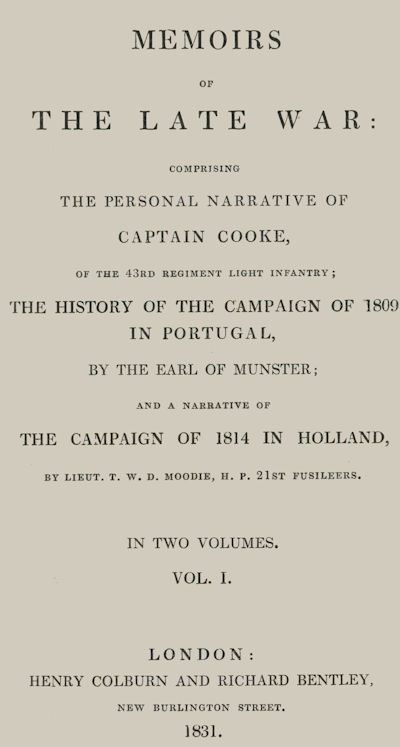 MEMOIRS
OF
THE LATE WAR:
COMPRISING
THE PERSONAL NARRATIVE OF
CAPTAIN COOKE,
OF THE 43RD REGIMENT LIGHT INFANTRY;
THE HISTORY OF THE CAMPAIGN OF 1809
IN PORTUGAL,
BY THE EARL OF MUNSTER;
AND A NARRATIVE OF
THE CAMPAIGN OF 1814 IN HOLLAND,
BY LIEUT. T. W. D. MOODIE, H. P. 21ST FUSILEERS.
IN TWO VOLUMES.
VOL. I.
LONDON:
HENRY COLBURN AND RICHARD BENTLEY,
NEW BURLINGTON STREET.
1831.